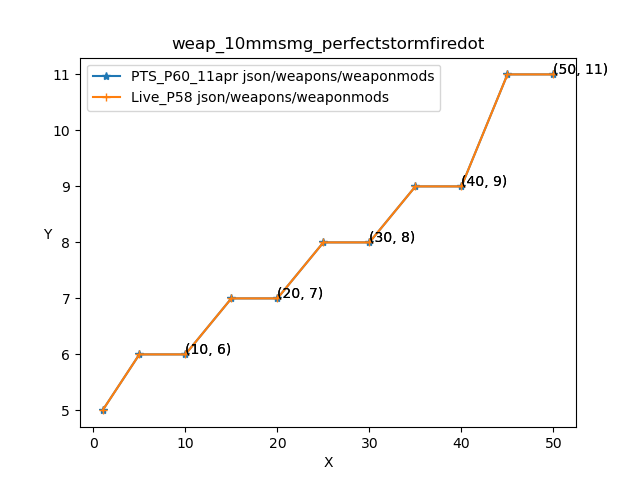 weap_10mmsmg_perfectstormfiredot
PTS_P60_11apr json/weapons/weaponmods
Live_P58 json/weapons/weaponmods
(50, 11)
(40, 9)
(30, 8)
(20, 7)
(10, 6)
11
10
9
8
7
6
5
Y
0 10 20 30 40 50
X